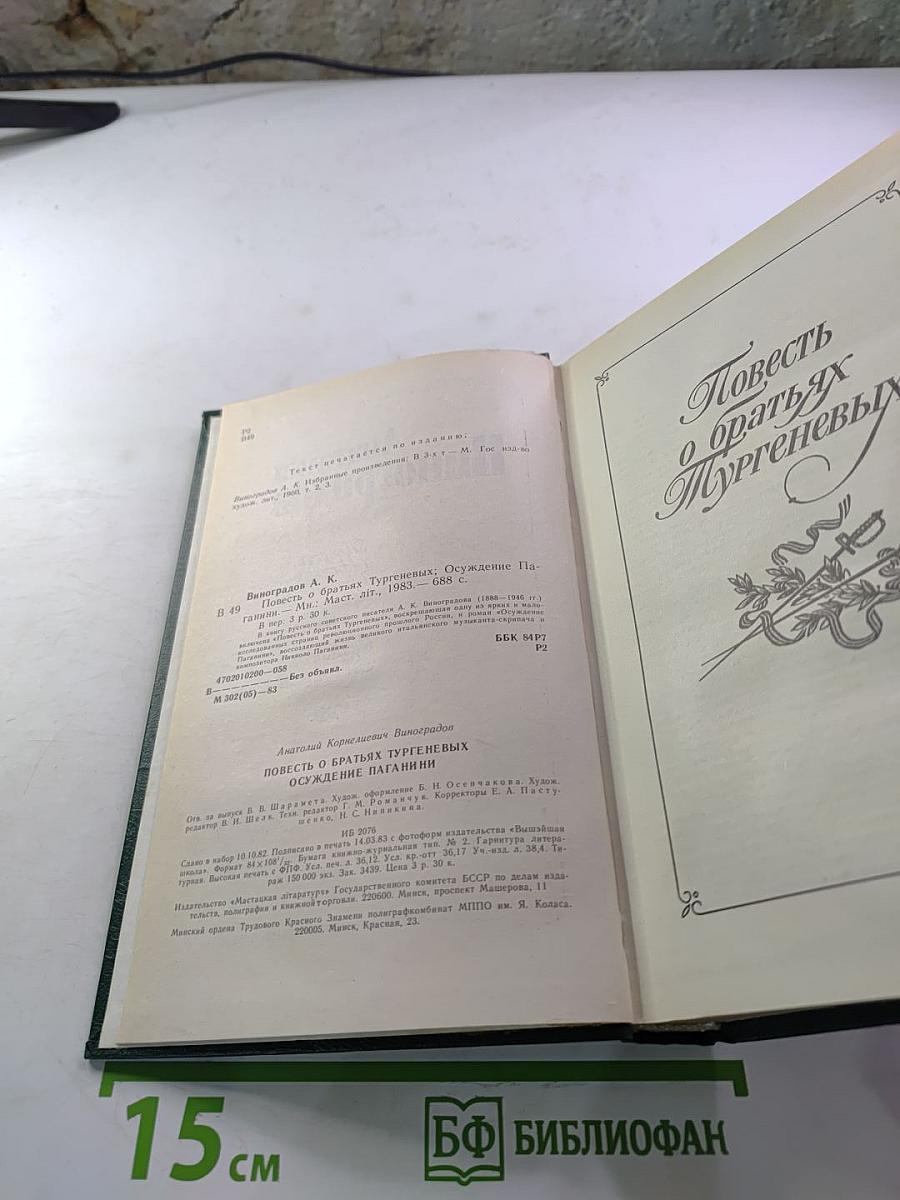 Р2
В49
Текст печатается по изданию:
Виноградов А. К. Избранные произведения: В 3-х т — М. Гос изд-во
худож. лит., 1960, т. 2, 3.
Виноградов А. К.
В 49 Повесть о братьях Тургеневых; Осуждение Па-
ганини.— Мн.: Маст. літ., 1983.— 688 с.
В пер. 3 р. 30 к.
В книгу русского советского писателя А. К. Виноградова (1888—1946 гг.)
включена «Повесть о братьях Тургеневых», воскрешающая одну из ярких и мало-
исследованных страниц революционного прошлого России, и роман «Осуждение
Паганини», воссоздающий жизнь великого итальянского музыканта-скрипача и
композитора Никколо Паганини.
4702010200—058
В————————Без объявл.
М 302(05)—83
ББК 84Р7
Р2
Анатолий Корнелиевич Виноградов
ПОВЕСТЬ О БРАТЬЯХ ТУРГЕНЕВЫХ
ОСУЖДЕНИЕ ПАГАНИНИ
Отв. за выпуск В. В. Шарамета. Худож. оформление Б. Н. Осенчакова. Худож.
редактор В. И. Шелк. Техн. редактор Г. М. Романчук. Корректоры Е. А. Пасту-
шенко, Н. С. Ниникина.
ИБ 2076
Сдано в набор 10.10.82. Подписано в печать 14.03.83 с фотоформ издательства «Вышэйшая
школа». Формат 84×108¹/₃₂. Бумага книжно-журнальная тип. № 2. Гарнитура литера-
турная. Высокая печать с ФПФ. Усл. печ. л. 36,12. Усл. кр.-отт 36,17 Уч.-изд. л. 38,4. Ти-
раж 150 000 экз. Зак. 3439. Цена 3 р. 30 к.
Издательство «Мастацкая літаратура» Государственного комитета БССР по делам изда-
тельств, полиграфии и книжной торговли. 220600. Минск, проспект Машерова, 11
Минский ордена Трудового Красного Знамени полиграфкомбинат МППО им. Я. Коласа.
220005. Минск, Красная, 23.
Повесть
о братьях
Тургеневых
15 см
БФ БИБЛИОФАН